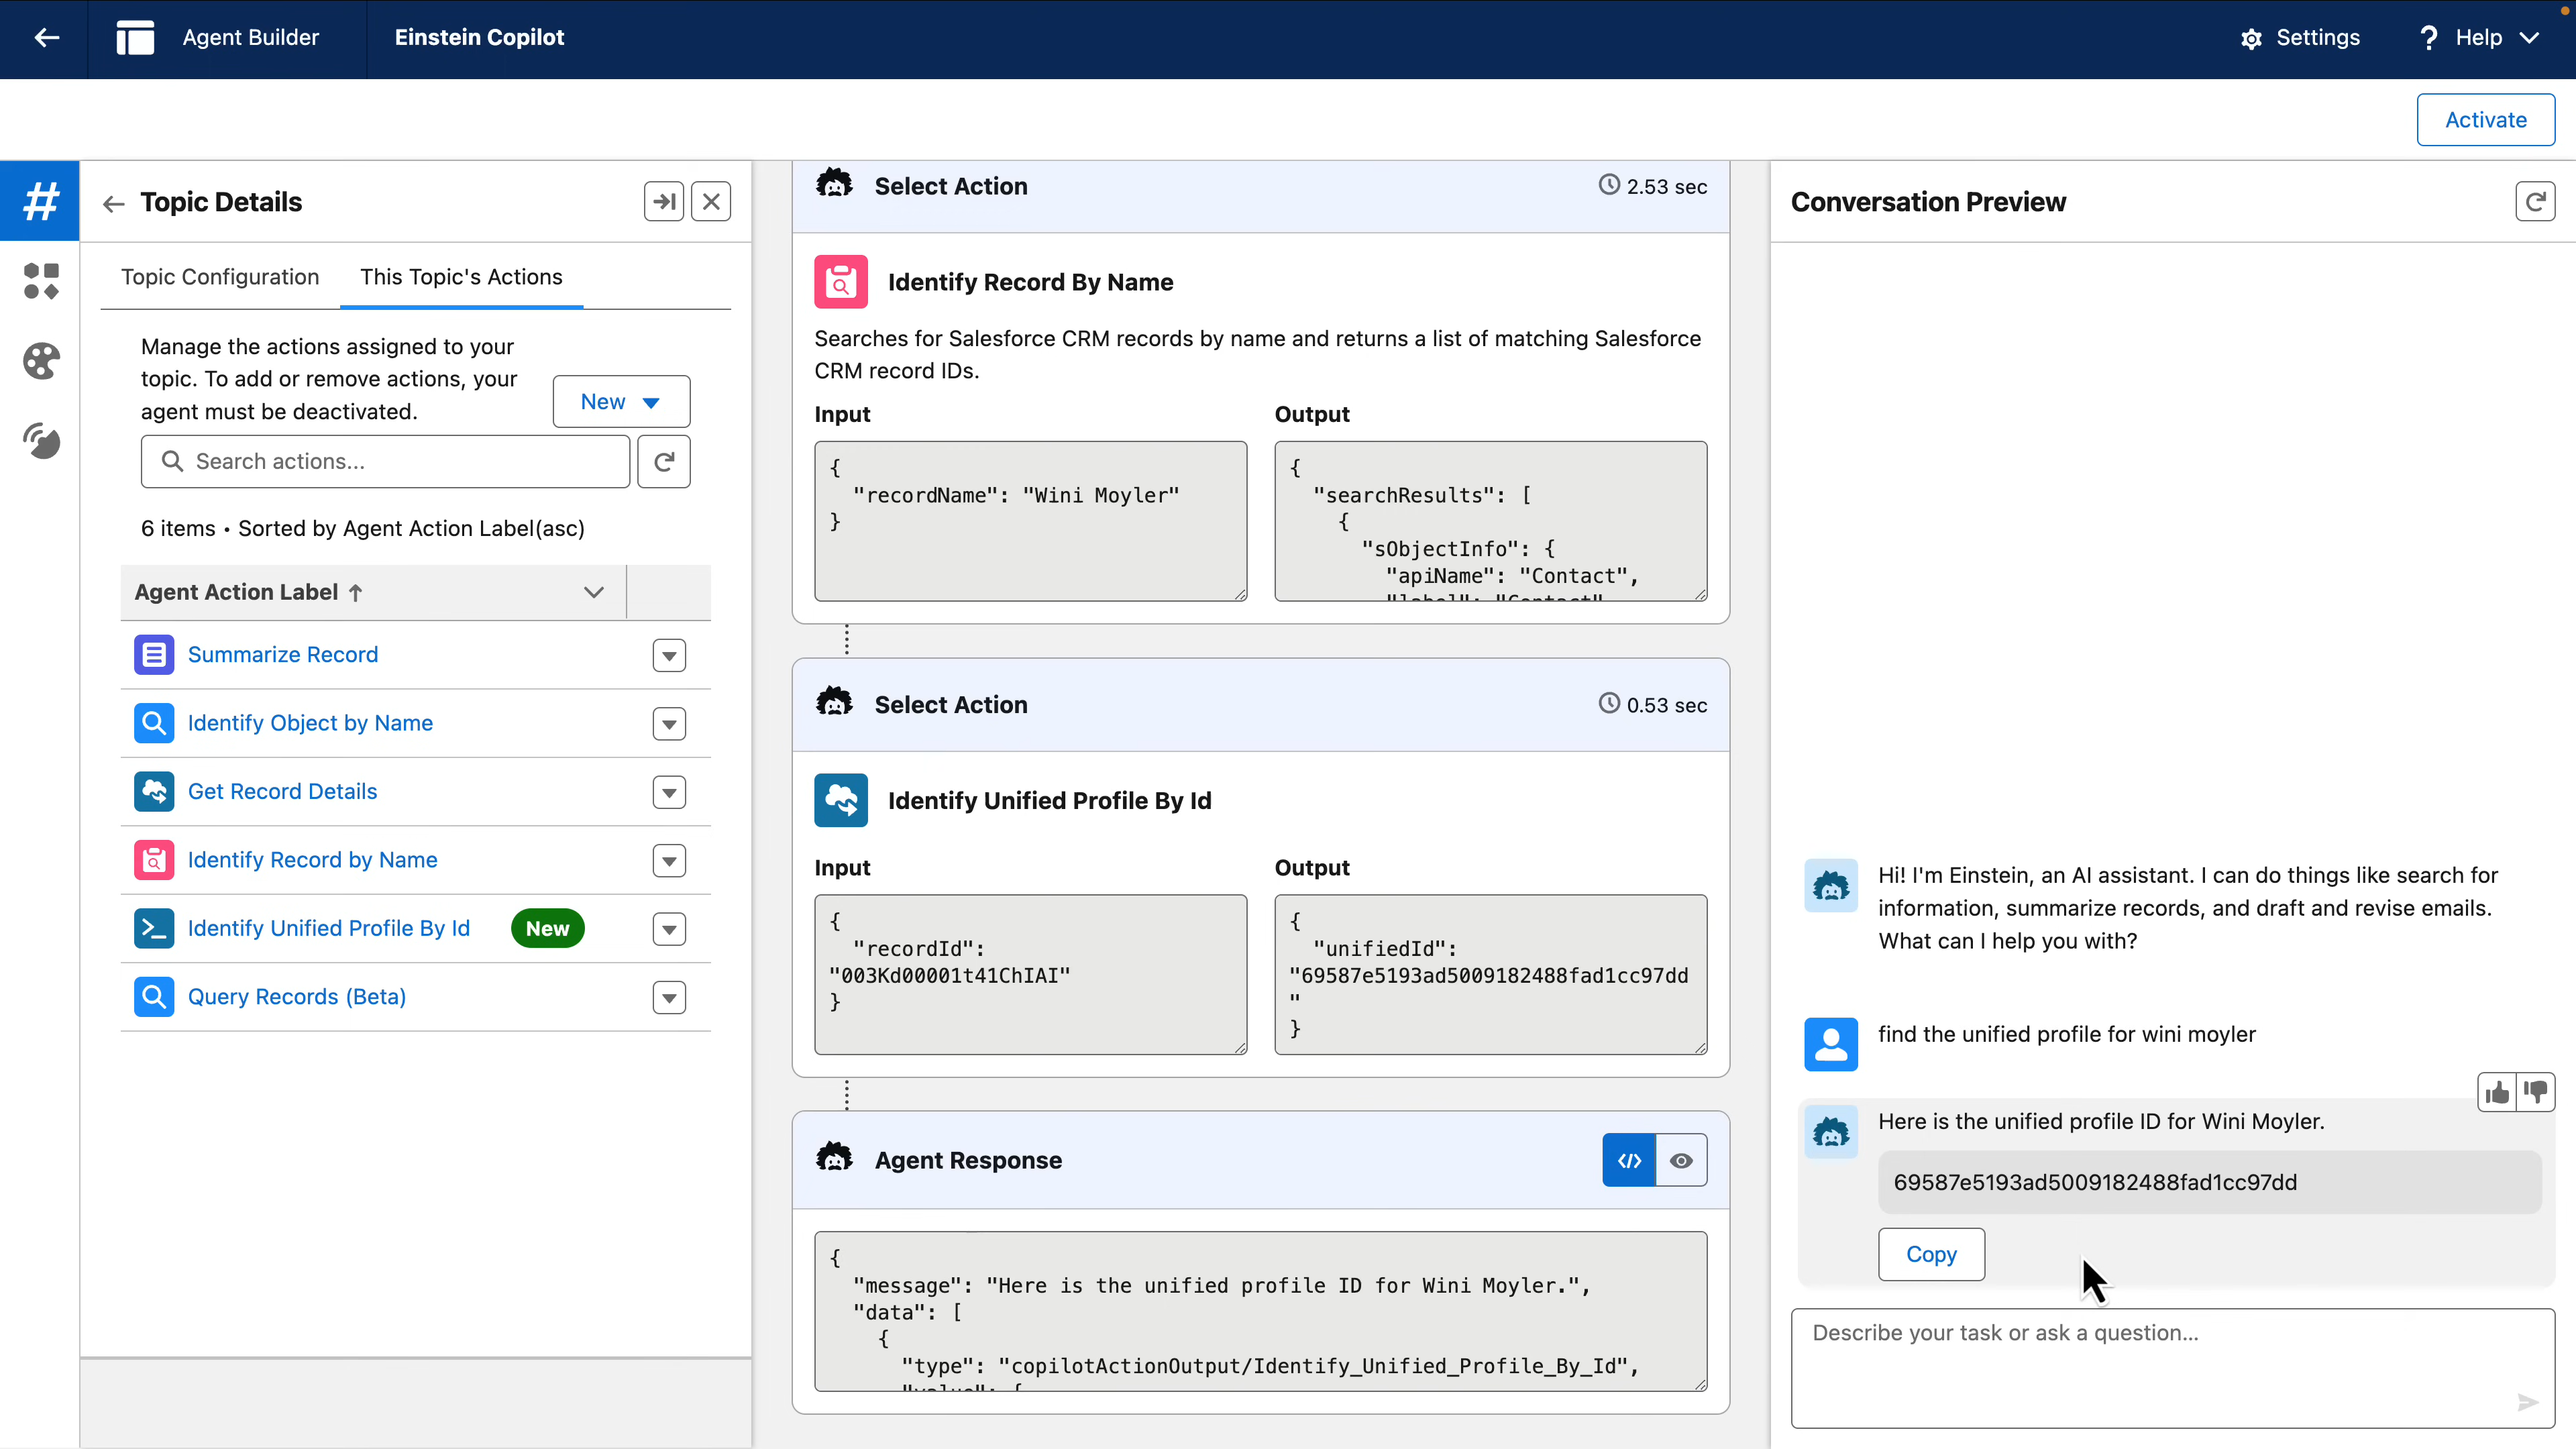 Agent Builder
Einstein Copilot
Settings
? Help
Activate
#
Topic Details
Topic Configuration
This Topic's Actions
Manage the actions assigned to your
topic. To add or remove actions, your
agent must be deactivated.
New
Search actions...
6 items • Sorted by Agent Action Label(asc)
Agent Action Label ↑
Summarize Record
Identify Object by Name
Get Record Details
Identify Record by Name
Identify Unified Profile By Id
New
Query Records (Beta)
Select Action
2.53 sec
Identify Record By Name
Searches for Salesforce CRM records by name and returns a list of matching Salesforce
CRM record IDs.
Input
{
"recordName": "Wini Moyler"
}
Output
{
"searchResults": [
{
"sObjectInfo": {
"apiName": "Contact",
"label": "Contact"
Select Action
0.53 sec
Identify Unified Profile By Id
Input
{
"recordId":
"003Kd00001t41ChIAI"
}
Output
{
"unifiedId":
"69587e5193ad5009182488fad1cc97dd
"
}
Agent Response
</>
{
"message": "Here is the unified profile ID for Wini Moyler.",
"data": [
{
"type": "copilotActionOutput/Identify_Unified_Profile_By_Id",
"value": {
Conversation Preview
Hi! I'm Einstein, an AI assistant. I can do things like search for
information, summarize records, and draft and revise emails.
What can I help you with?
find the unified profile for wini moyler
Here is the unified profile ID for Wini Moyler.
69587e5193ad5009182488fad1cc97dd
Copy
Describe your task or ask a question...